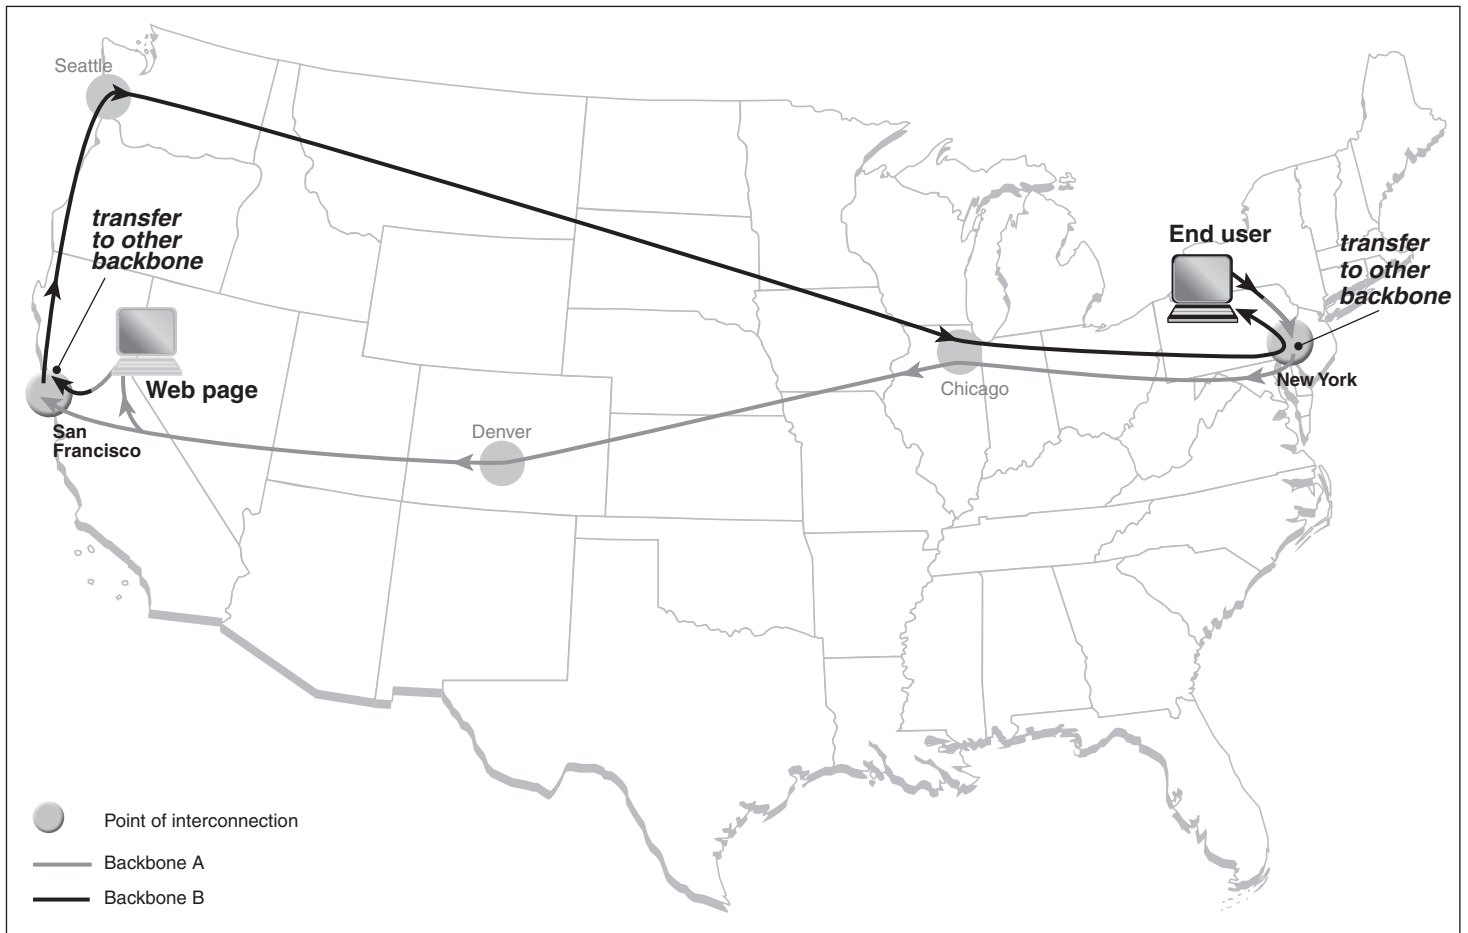 Seattle
transfer
to other
backbone
End user
transfer
to other
backbone
Web page
New York
Chicago
San
Francisco
Denver
Point of interconnection
Backbone A
Backbone B